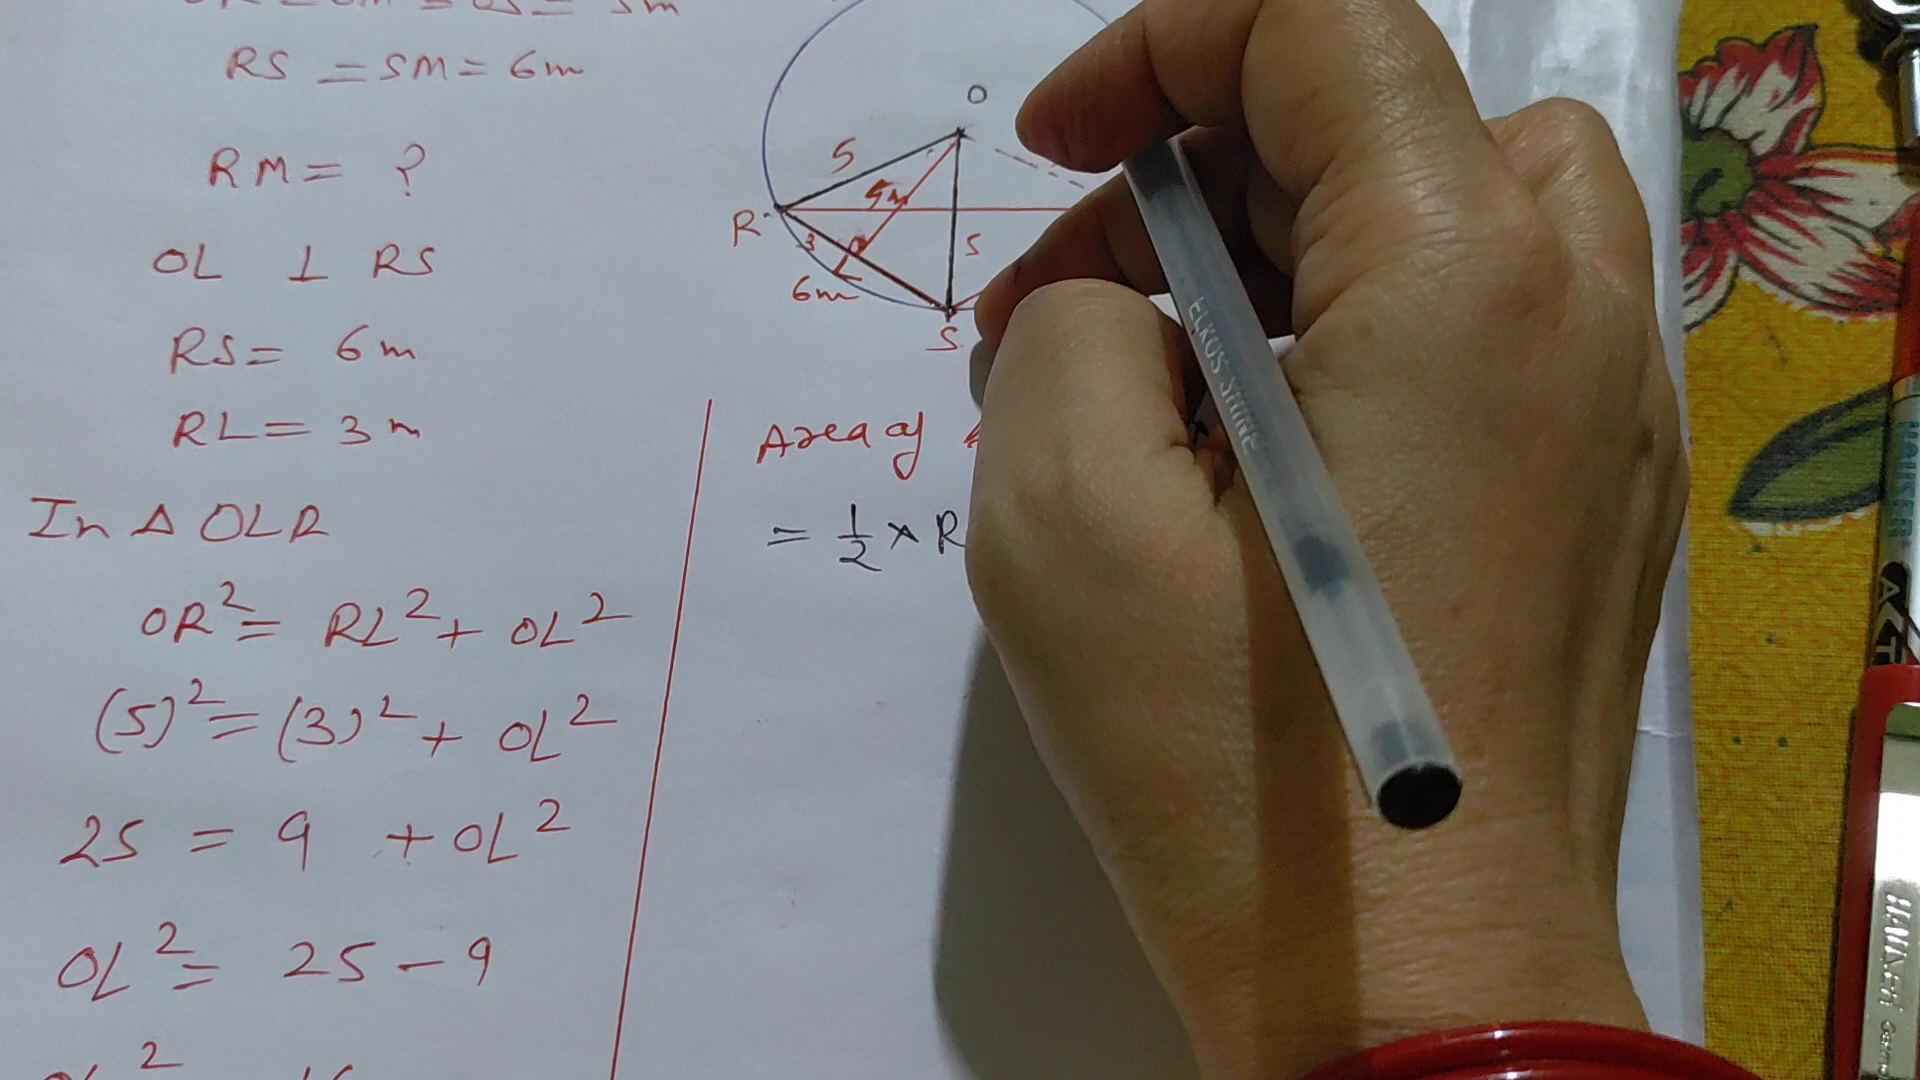 RS = SM = 6m
RM = ?
OL ⊥ RS
RS = 6m
RL = 3m
In Δ OLR
OR² = RL² + OL²
(5)² = (3)² + OL²
25 = 9 + OL²
OL² = 25 - 9
O
5
R
3
L
5
6m
S
Area of
= 1/2 × R
ELKOS SHINE
HAUSER